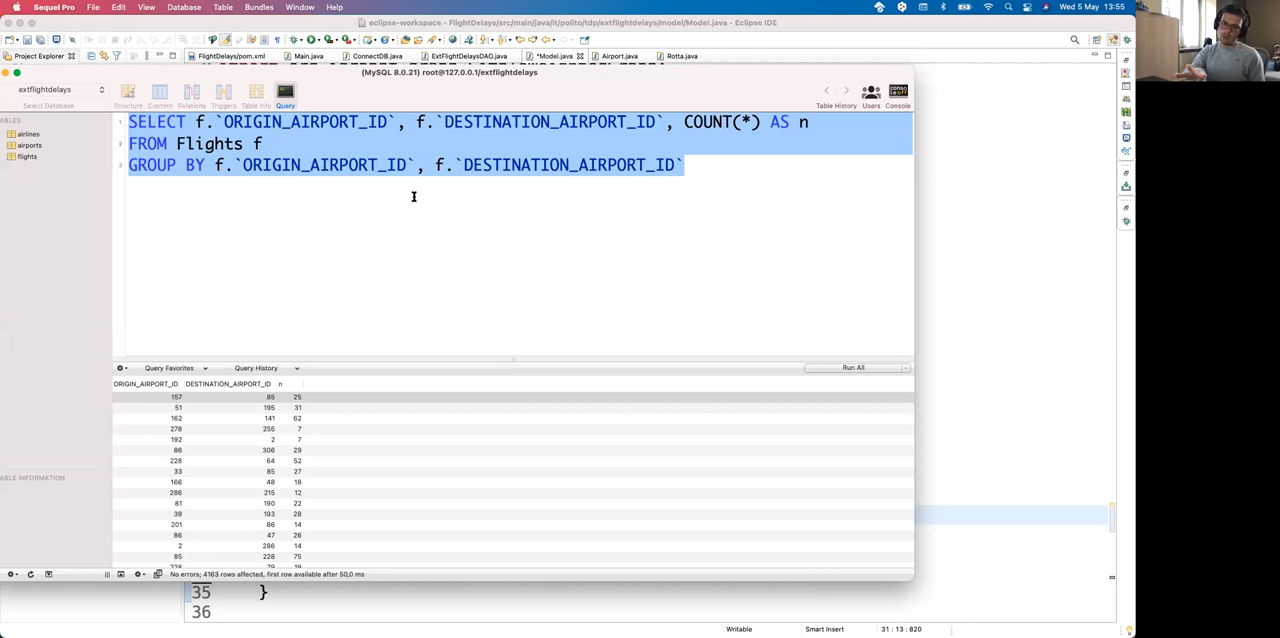 Sequel Pro File Edit View Database Table Bundles Window Help Wed 5 May 13:55
eclipse-workspace - FlightDelays/src/main/java/it/polito/tdp/extflightdelays/model/Model.java - Eclipse IDE
Project Explorer FlightDelays/pom.xml Main.java ConnectDB.java ExtFlightDelaysDAO.java *Model.java Airport.java Rotta.java
(MySQL 8.0.21) root@127.0.0.1/extflightdelays
extflightdelays
Select Database Structure Content Relations Triggers Table Info Query Table History Users Console
ABLES
airlines
airports
flights
1 SELECT f.`ORIGIN_AIRPORT_ID`, f.`DESTINATION_AIRPORT_ID`, COUNT(*) AS n
2 FROM Flights f
3 GROUP BY f.`ORIGIN_AIRPORT_ID`, f.`DESTINATION_AIRPORT_ID`
Query Favorites Query History Run All
ORIGIN_AIRPORT_ID DESTINATION_AIRPORT_ID n
157 85 25
51 195 31
162 141 62
278 255 7
192 2 7
86 306 29
228 64 52
33 85 27
166 48 18
286 215 12
81 190 22
39 193 28
201 86 14
86 47 26
2 286 14
85 228 75
228 79 19
ABLE INFORMATION
No errors; 4163 rows affected, first row available after 50,0 ms
35 }
36
Writable Smart Insert 31 : 13 : 820